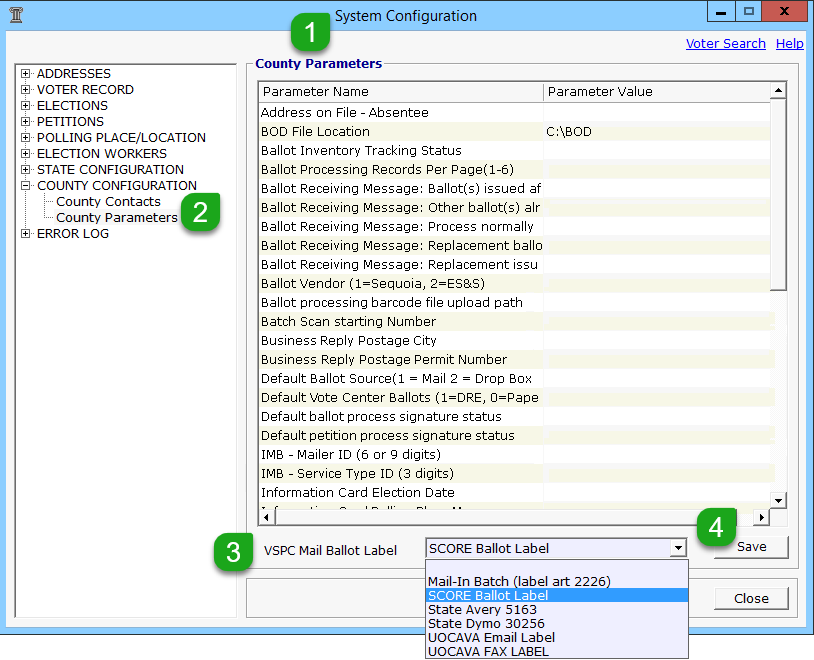 System Configuration
1
Voter Search Help
ADDRESSES
VOTER RECORD
ELECTIONS
PETITIONS
POLLING PLACE/LOCATION
ELECTION WORKERS
STATE CONFIGURATION
COUNTY CONFIGURATION
County Contacts
County Parameters
2
ERROR LOG
County Parameters
Parameter Name Parameter Value
Address on File - Absentee
BOD File Location C:\BOD
Ballot Inventory Tracking Status
Ballot Processing Records Per Page(1-6)
Ballot Receiving Message: Ballot(s) issued af
Ballot Receiving Message: Other ballot(s) alr
Ballot Receiving Message: Process normally
Ballot Receiving Message: Replacement ballo
Ballot Receiving Message: Replacement issu
Ballot Vendor (1=Sequoia, 2=ES&S)
Ballot processing barcode file upload path
Batch Scan starting Number
Business Reply Postage City
Business Reply Postage Permit Number
Default Ballot Source(1 = Mail 2 = Drop Box
Default Vote Center Ballots (1=DRE, 0=Pape
Default ballot process signature status
Default petition process signature status
IMB - Mailer ID (6 or 9 digits)
IMB - Service Type ID (3 digits)
Information Card Election Date
3
VSPC Mail Ballot Label
SCORE Ballot Label
4
Save
Mail-In Batch (label art 2226)
SCORE Ballot Label
State Avery 5163
State Dymo 30256
UOCAVA Email Label
UOCAVA FAX LABEL
Close